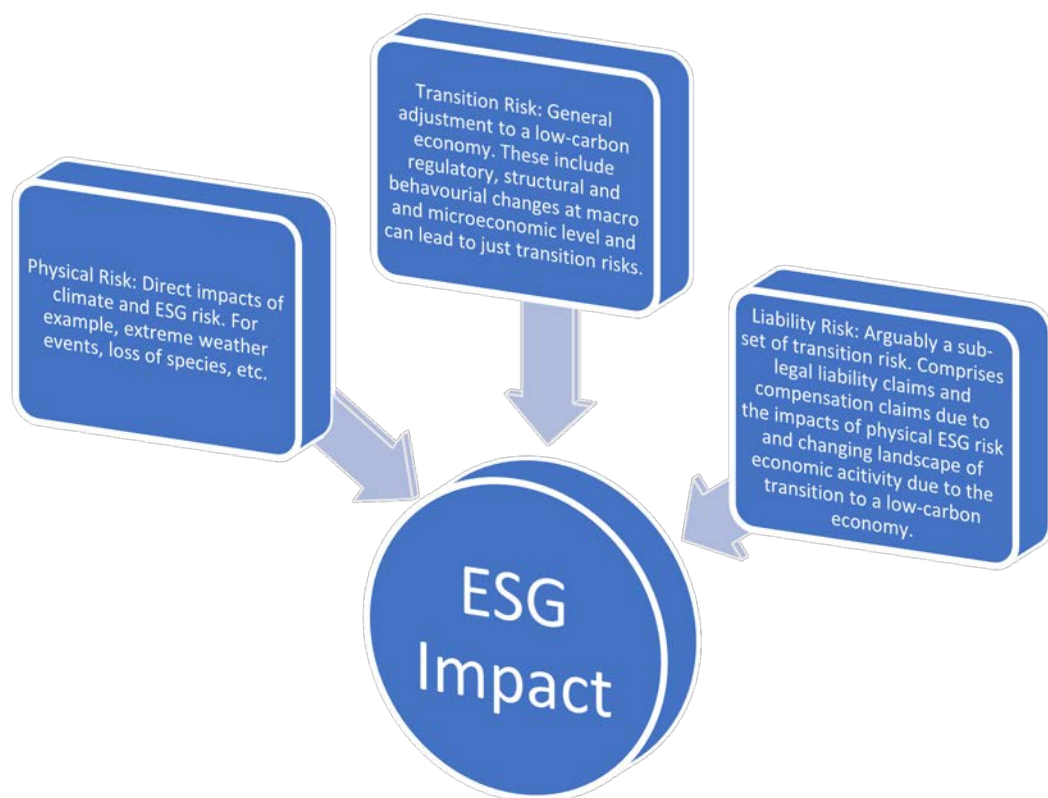 Physical Risk: Direct impacts of
climate and ESG risk. For
example, extreme weather
events, loss of species, etc.
Transition Risk: General
adjustment to a low-carbon
economy. These include
regulatory, structural and
behavourial changes at macro
and microeconomic level and
can lead to just transition risks.
Liability Risk: Arguably a sub-
set of transition risk. Comprises
legal liability claims and
compensation claims due to
the impacts of physical ESG risk
and changing landscape of
economic acitivity due to the
transition to a low-carbon
economy.
ESG
Impact